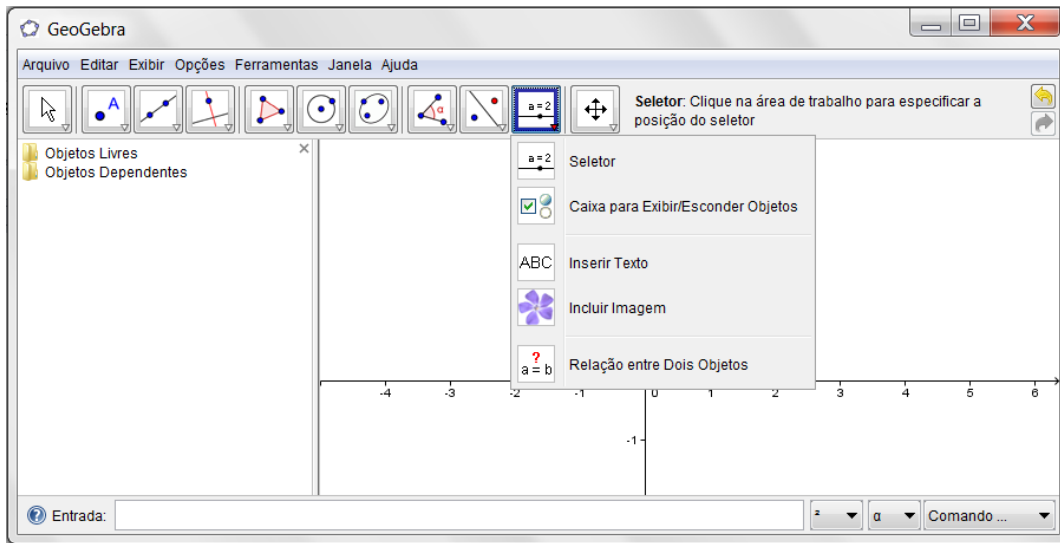 GeoGebra
Arquivo Editar Exibir Opções Ferramentas Janela Ajuda
A
α
a = 2
Seletor: Clique na área de trabalho para especificar a
posição do seletor
Objetos Livres
Objetos Dependentes
a = 2 Seletor
Caixa para Exibir/Esconder Objetos
ABC Inserir Texto
Incluir Imagem
? a = b Relação entre Dois Objetos
-4 -3 -2 -1 0 1 2 3 4 5 6
-1
Entrada: ² α Comando ...